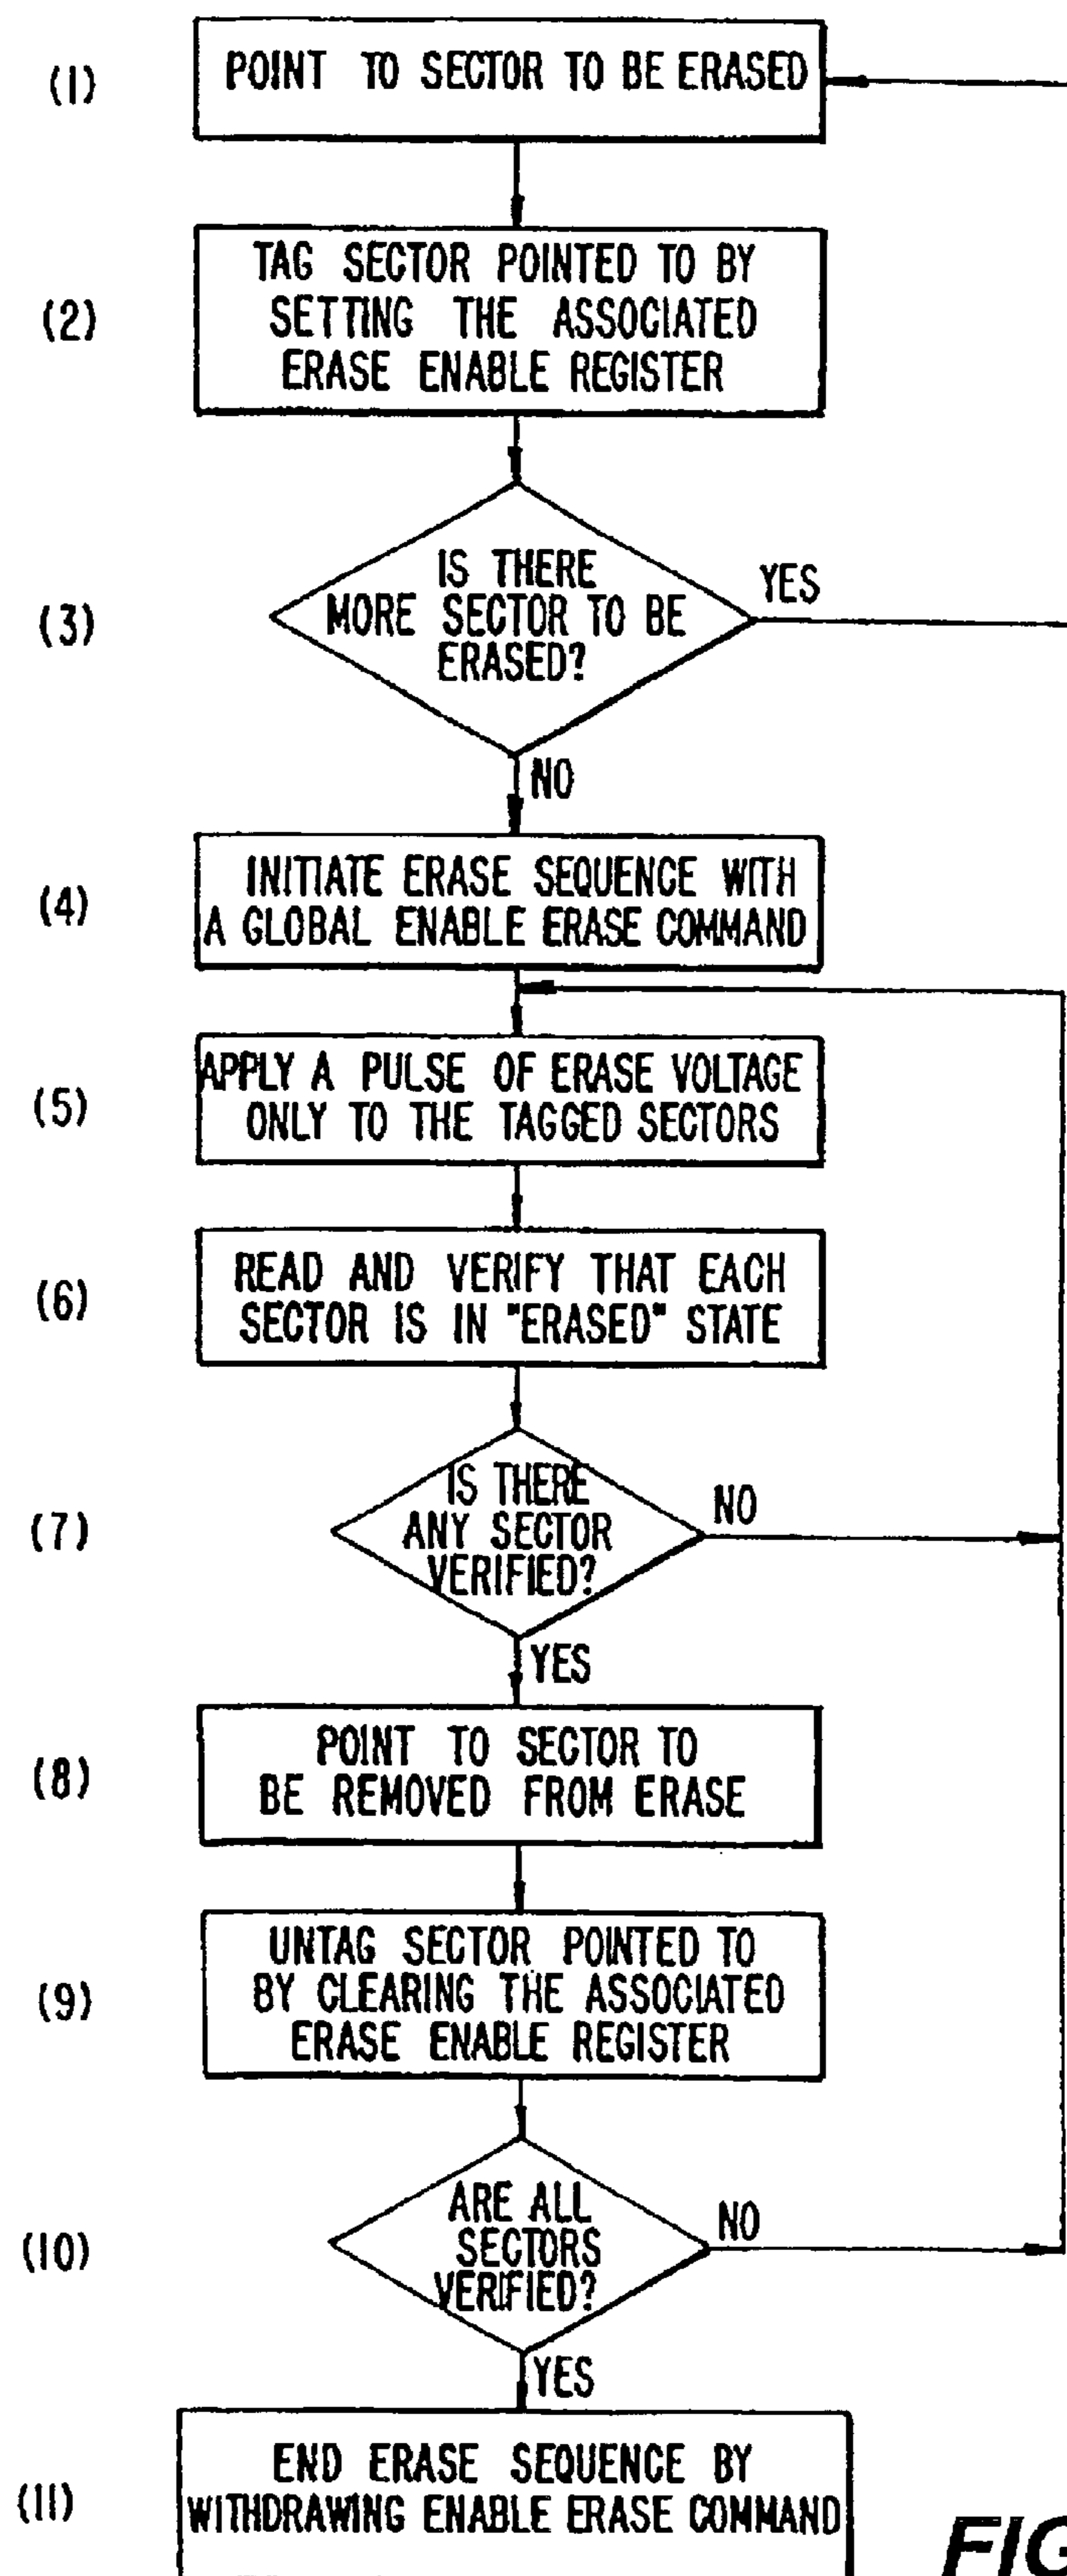 (1)
POINT TO SECTOR TO BE ERASED
(2)
TAG SECTOR POINTED TO BY
SETTING THE ASSOCIATED
ERASE ENABLE REGISTER
(3)
IS THERE
MORE SECTOR TO BE
ERASED?
YES
NO
(4)
INITIATE ERASE SEQUENCE WITH
A GLOBAL ENABLE ERASE COMMAND
(5)
APPLY A PULSE OF ERASE VOLTAGE
ONLY TO THE TAGGED SECTORS
(6)
READ AND VERIFY THAT EACH
SECTOR IS IN "ERASED" STATE
(7)
IS THERE
ANY SECTOR
VERIFIED?
NO
YES
(8)
POINT TO SECTOR TO
BE REMOVED FROM ERASE
(9)
UNTAG SECTOR POINTED TO
BY CLEARING THE ASSOCIATED
ERASE ENABLE REGISTER
(10)
ARE ALL
SECTORS
VERIFIED?
NO
YES
(11)
END ERASE SEQUENCE BY
WITHDRAWING ENABLE ERASE COMMAND
FIG